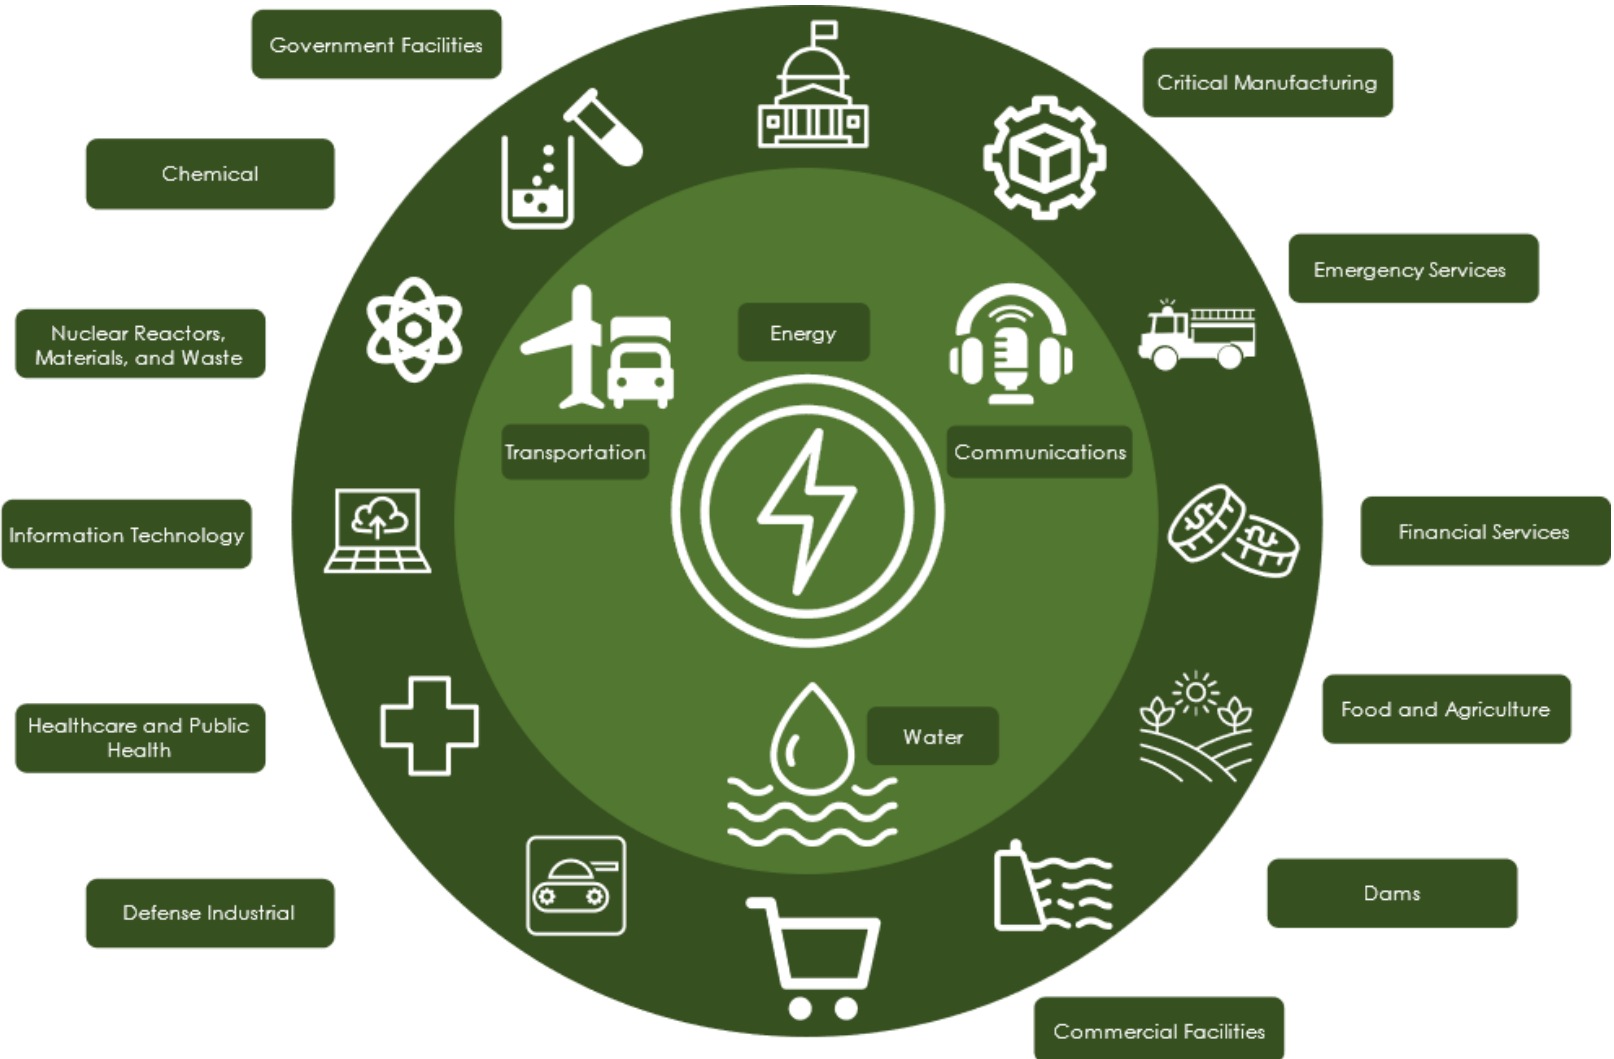 Government Facilities
Critical Manufacturing
Chemical
Emergency Services
Nuclear Reactors,
Materials, and Waste
Energy
Transportation
Communications
Information Technology
Financial Services
Healthcare and Public
Health
Water
Food and Agriculture
Defense Industrial
Dams
Commercial Facilities